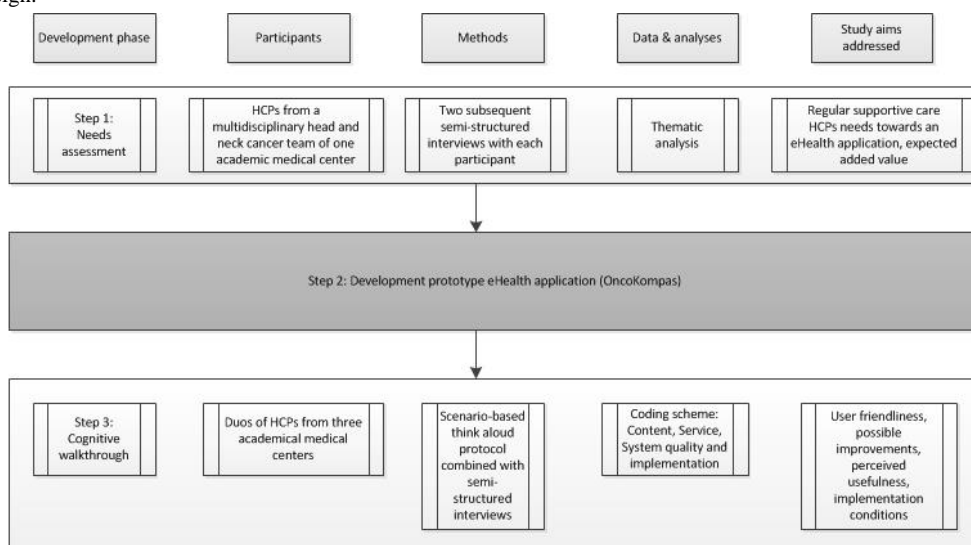 sign.
Development phase
Participants
Methods
Data & analyses
Study aims
addressed
Step 1:
Needs
assessment
HCPs from a
multidisciplinary head and
neck cancer team of one
academic medical center
Two subsequent
semi-structured
interviews with each
participant
Thematic
analysis
Regular supportive care
HCPs needs towards an
eHealth application, expected
added value
Step 2: Development prototype eHealth application (OncoKompas)
Step 3:
Cognitive
walkthrough
Duos of HCPs from three
academical medical
centers
Scenario-based
think aloud
protocol
combined with
semi-
structured
interviews
Coding scheme:
Content, Service,
System quality and
implementation
User friendliness,
possible
improvements,
perceived
usefulness,
implementation
conditions